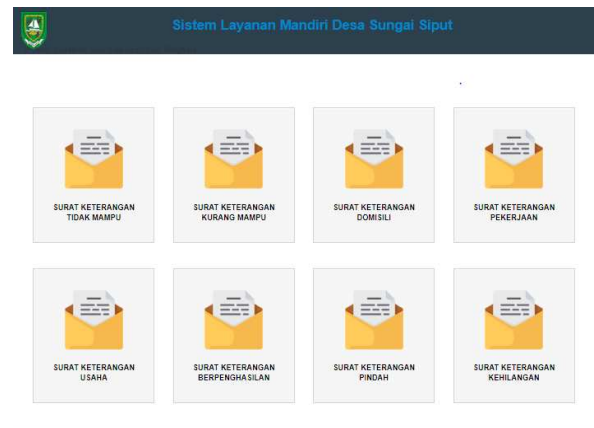 Sistem Layanan Mandiri Desa Sungai Siput
SURAT KETERANGAN
TIDAK MAMPU
SURAT KETERANGAN
KURANG MAMPU
SURAT KETERANGAN
DOMISILI
SURAT KETERANGAN
PEKERJAAN
SURAT KETERANGAN
USAHA
SURAT KETERANGAN
BERPENGHASILAN
SURAT KETERANGAN
PINDAH
SURAT KETERANGAN
KEHILANGAN